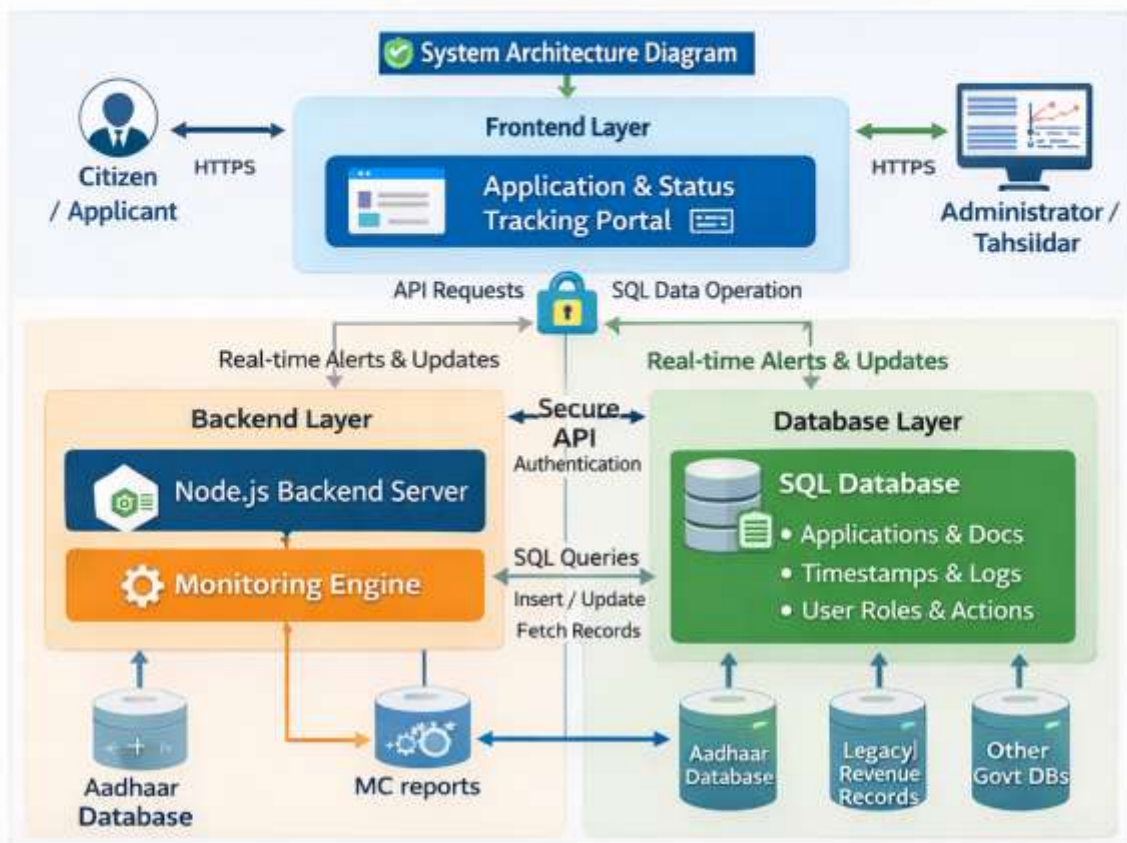 System Architecture Diagram
Frontend Layer
Application & Status
Tracking Portal
Citizen
/ Applicant
HTTPS
HTTPS
Administrator /
Tahsiildar
API Requests
SQL Data Operation
Real-time Alerts & Updates
Real-time Alerts & Updates
Backend Layer
Node.js Backend Server
Monitoring Engine
Secure
API
Authentication
SQL Queries
Insert / Update
Fetch Records
Database Layer
SQL Database
• Applications & Docs
• Timestamps & Logs
• User Roles & Actions
Aadhaar
Database
MC reports
Aadhaar
Database
Legacy|
Revenue
Records
Other
Govt DBs